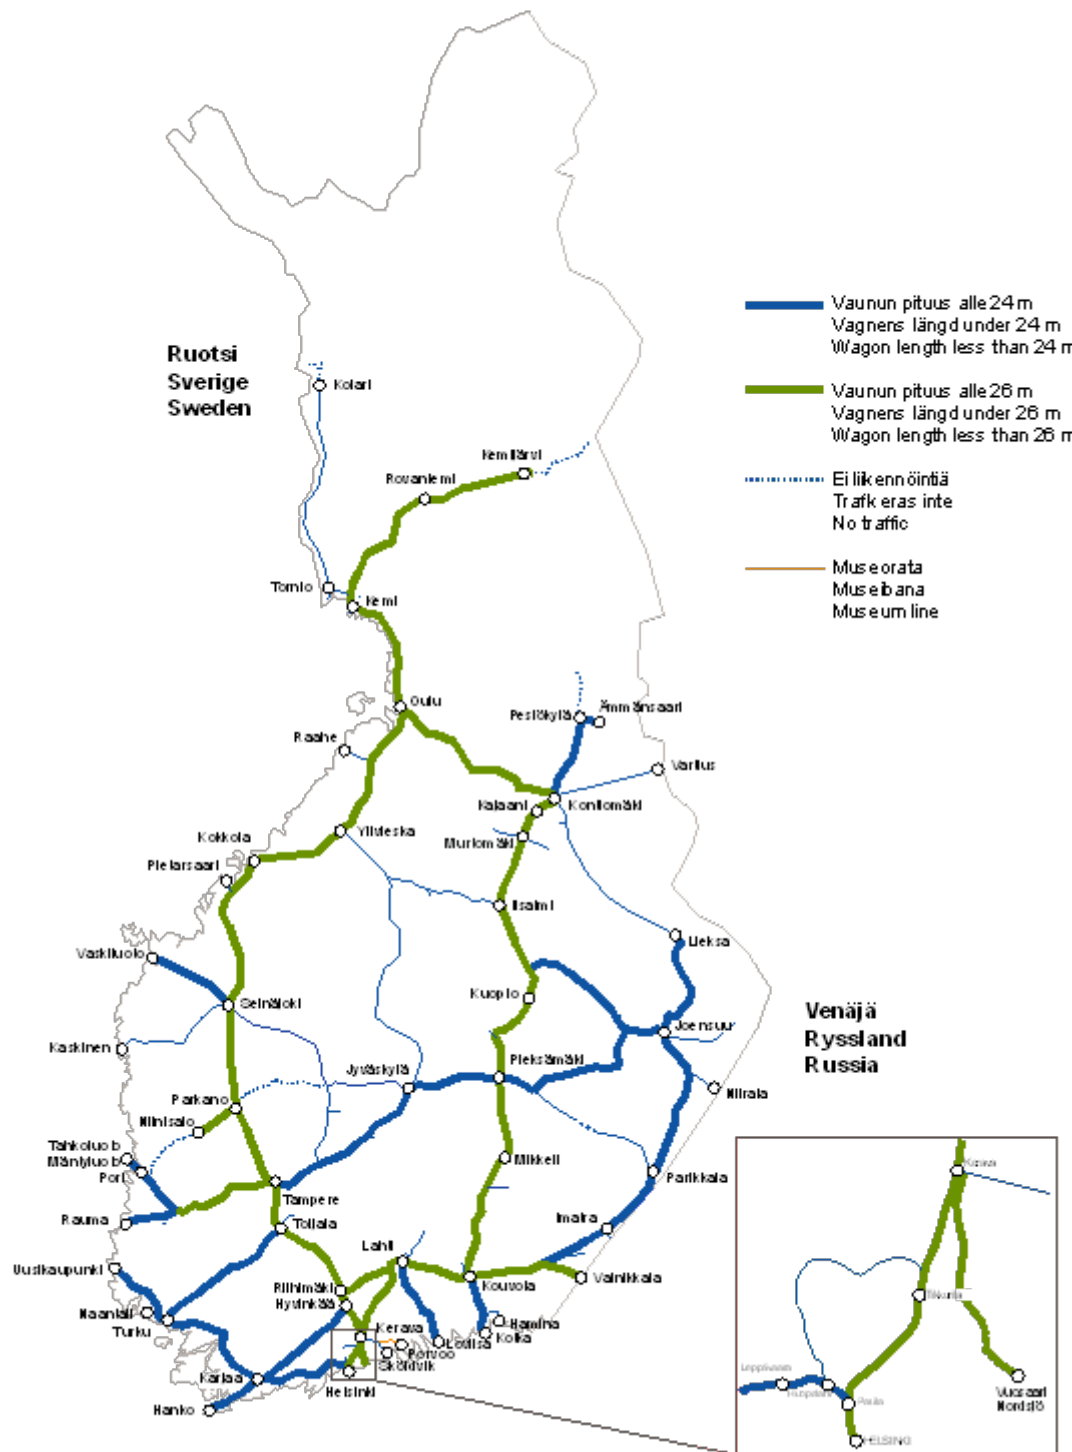 Vaunun pituus alle 24 m
Vagnens längd under 24 m
Wagon length less than 24 m
Ruotsi
Sverige
Sweden
Kolari
Vaunun pituus alle 26 m
Vagnens längd under 26 m
Wagon length less than 26 m
Kemijärvi
Rovaniemi
Ei liikennöintiä
Trafikeras inte
No traffic
Museorata
Museibana
Museum line
Tornio
Kemi
Oulu
Pesiökylä
Ämmänsaari
Raahe
Vartius
Kajaani
Kontiomäki
Ylivieska
Murtomäki
Kokkola
Pietarsaari
Iisalmi
Lieksa
Vaskiluoto
Kuopio
Seinäjoki
Joensuu
Venäjä
Ryssland
Russia
Kaskinen
Jyväskylä
Pieksämäki
Niirala
Parkano
Niinisalo
Tahkoluoto
Mäntyluoto
Pori
Mikkeli
Parikkala
Kerava
Tampere
Rauma
Toijala
Imatra
Lahti
Uusikaupunki
Riihimäki
Kouvola
Vainikkala
Hyvinkää
Naantali
Turku
Hamina
Kotka
Kerava
Porvoo
Loviisa
Sköldvik
Tikkurila
Karjaa
Helsinki
Hanko
Leppävaara
Huopalahti
Pasila
Vuosaari
Nordsjö
HELSINKI